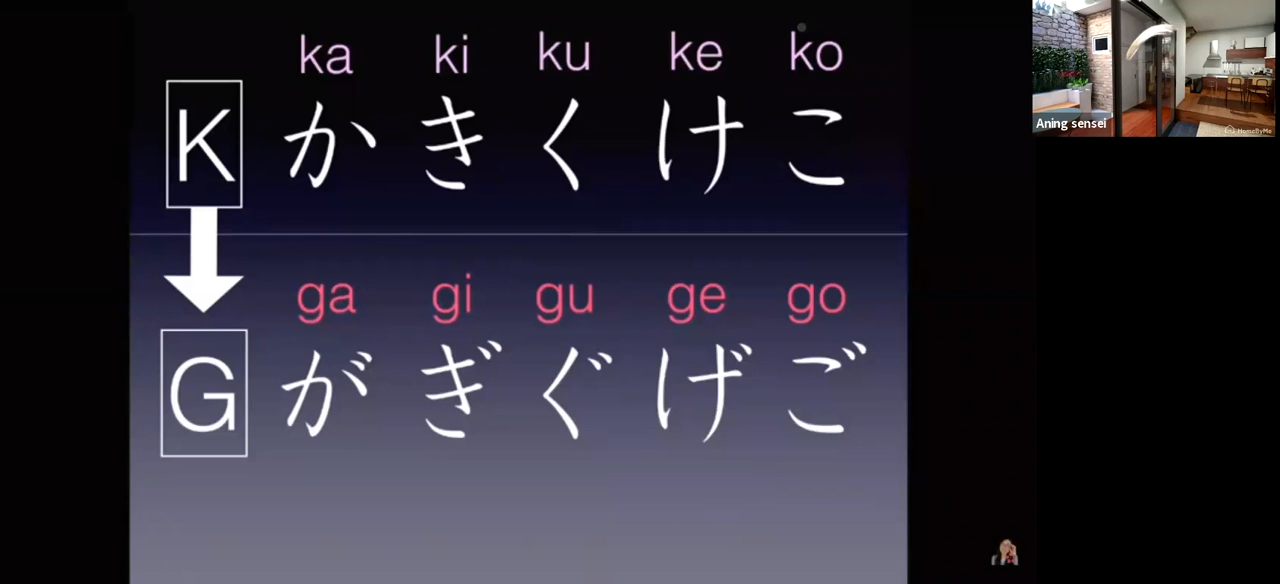 ka ki ku ke ko
K か き く け こ
ga gi gu ge go
G が ぎ ぐ げ ご
Aning sensei
HomeByMe